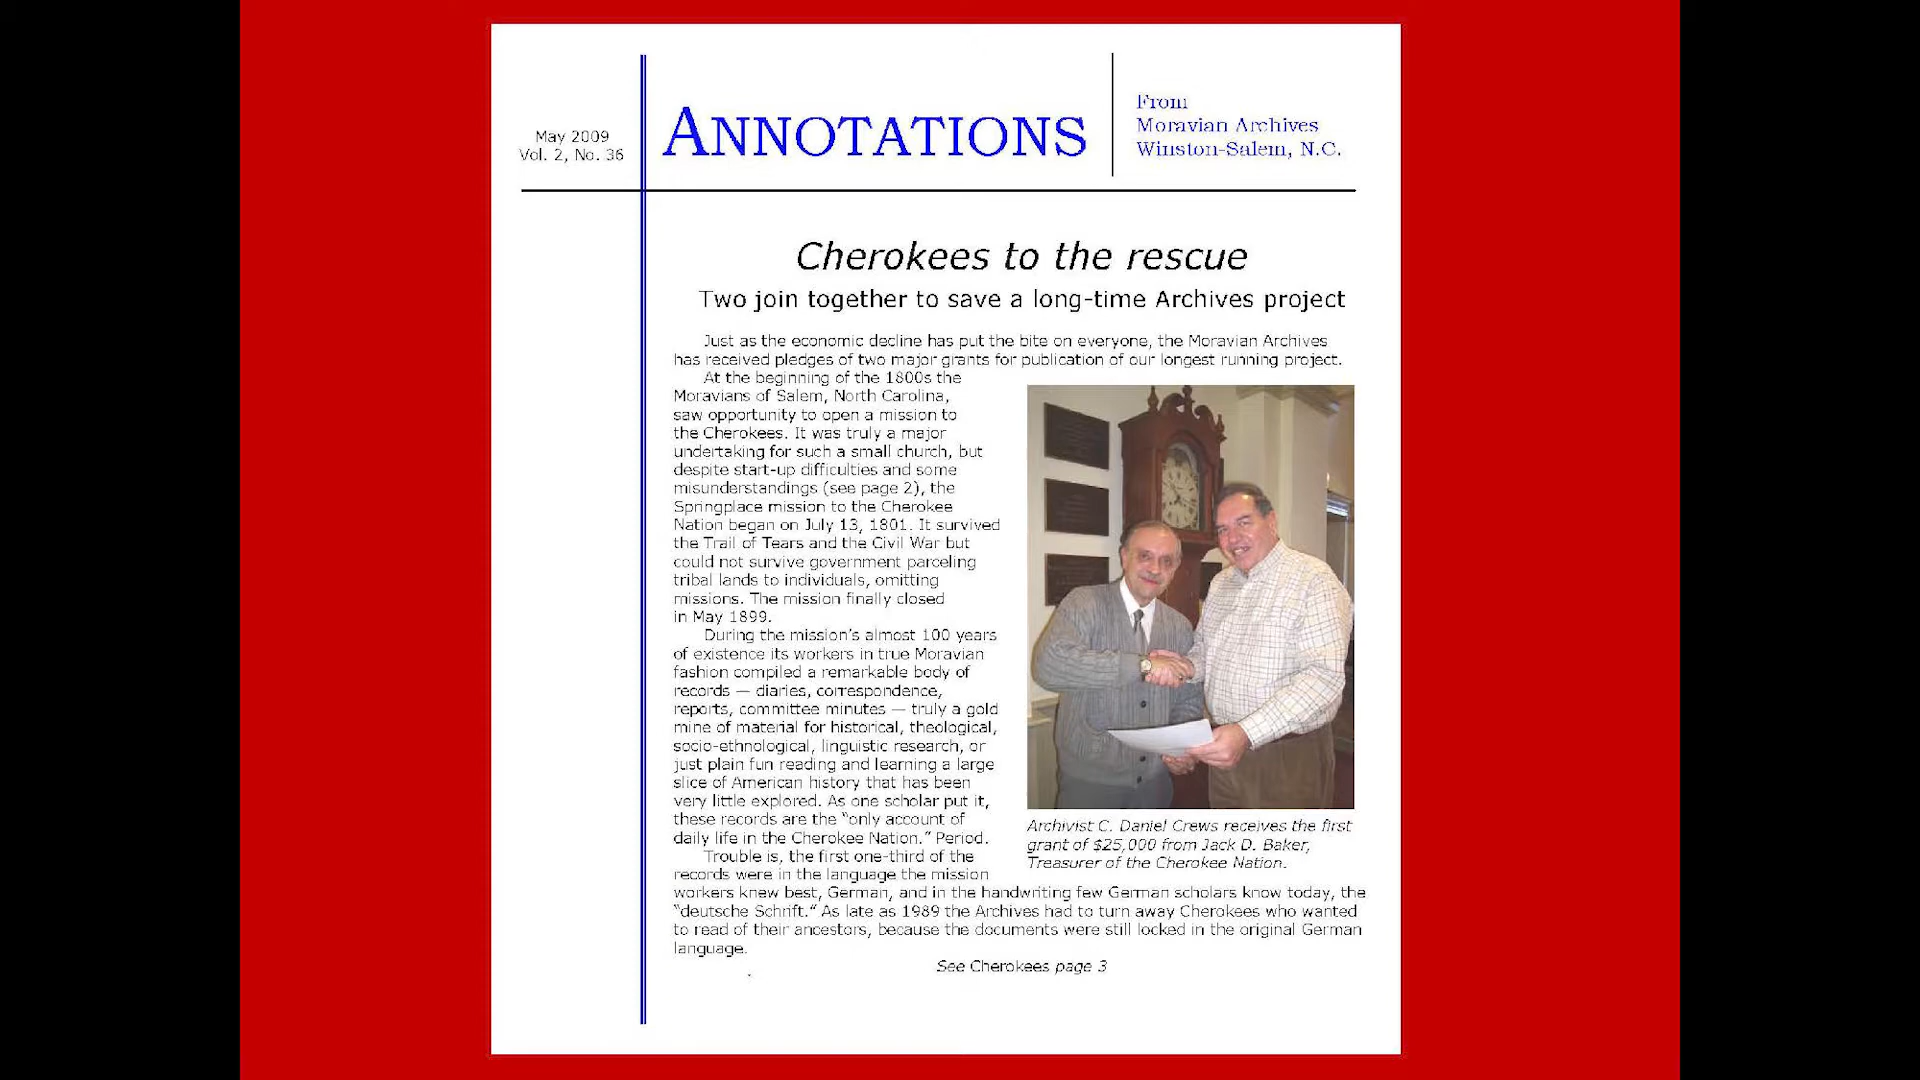 May 2009
Vol. 2, No. 36
ANNOTATIONS
From
Moravian Archives
Winston-Salem, N.C.
Cherokees to the rescue
Two join together to save a long-time Archives project
Just as the economic decline has put the bite on everyone, the Moravian Archives
has received pledges of two major grants for publication of our longest running project.
At the beginning of the 1800s the
Moravians of Salem, North Carolina,
saw opportunity to open a mission to
the Cherokees. It was truly a major
undertaking for such a small church, but
despite start-up difficulties and some
misunderstandings (see page 2), the
Springplace mission to the Cherokee
Nation began on July 13, 1801. It survived
the Trail of Tears and the Civil War but
could not survive government parceling
tribal lands to individuals, omitting
missions. The mission finally closed
in May 1899.
During the mission's almost 100 years
of existence its workers in true Moravian
fashion compiled a remarkable body of
records — diaries, correspondence,
reports, committee minutes — truly a gold
mine of material for historical, theological,
socio-ethnological, linguistic research, or
just plain fun reading and learning a large
slice of American history that has been
very little explored. As one scholar put it,
these records are the "only account of
daily life in the Cherokee Nation." Period.
Trouble is, the first one-third of the
records were in the language the mission
workers knew best, German, and in the handwriting few German scholars know today, the
"deutsche Schrift." As late as 1989 the Archives had to turn away Cherokees who wanted
to read of their ancestors, because the documents were still locked in the original German
language.
See Cherokees page 3
Archivist C. Daniel Crews receives the first
grant of $25,000 from Jack D. Baker,
Treasurer of the Cherokee Nation.